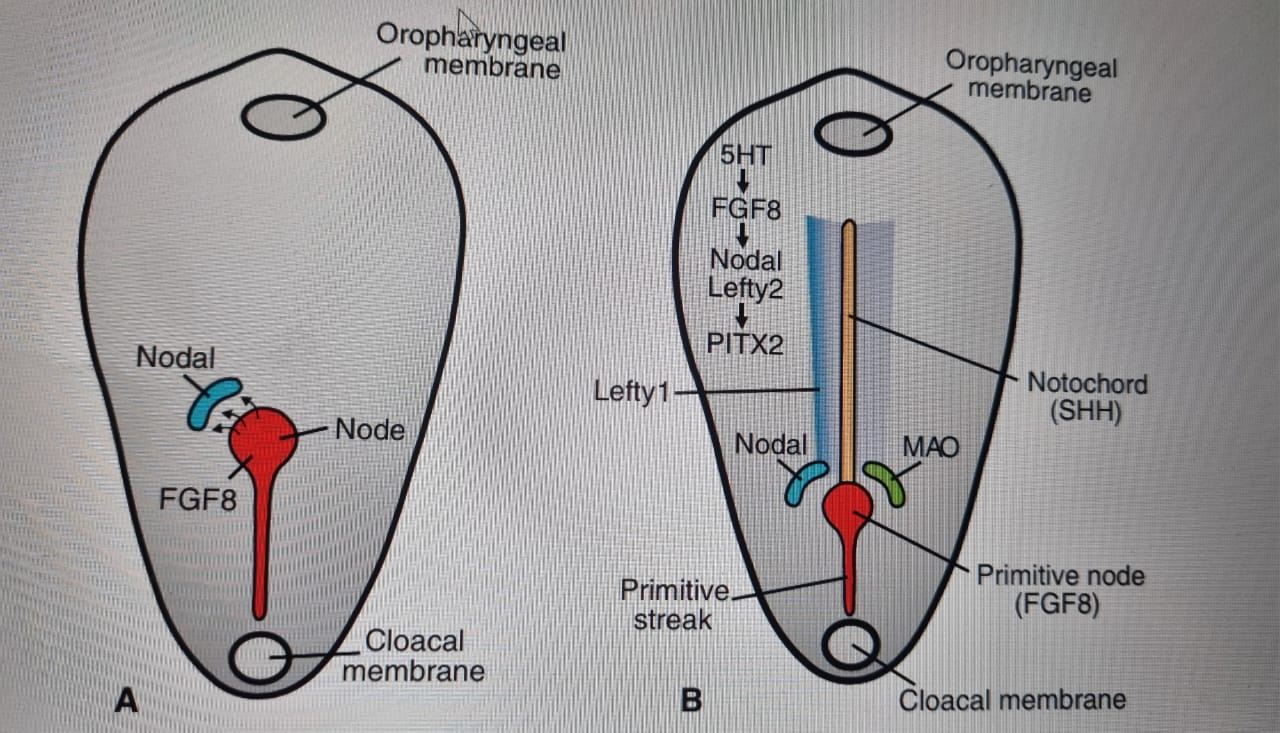 Oropharyngeal
membrane
Nodal
Node
FGF8
Cloacal
membrane
A
Oropharyngeal
membrane
5HT
FGF8
Nodal
Lefty2
PITX2
Lefty1
Notochord
(SHH)
Nodal
MAO
Primitive
streak
Primitive node
(FGF8)
Cloacal membrane
B